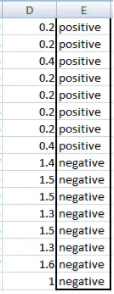 D E
0.2 positive
0.2 positive
0.4 positive
0.2 positive
0.2 positive
0.2 positive
0.2 positive
0.4 positive
1.4 negative
1.5 negative
1.5 negative
1.3 negative
1.5 negative
1.3 negative
1.6 negative
1 negative